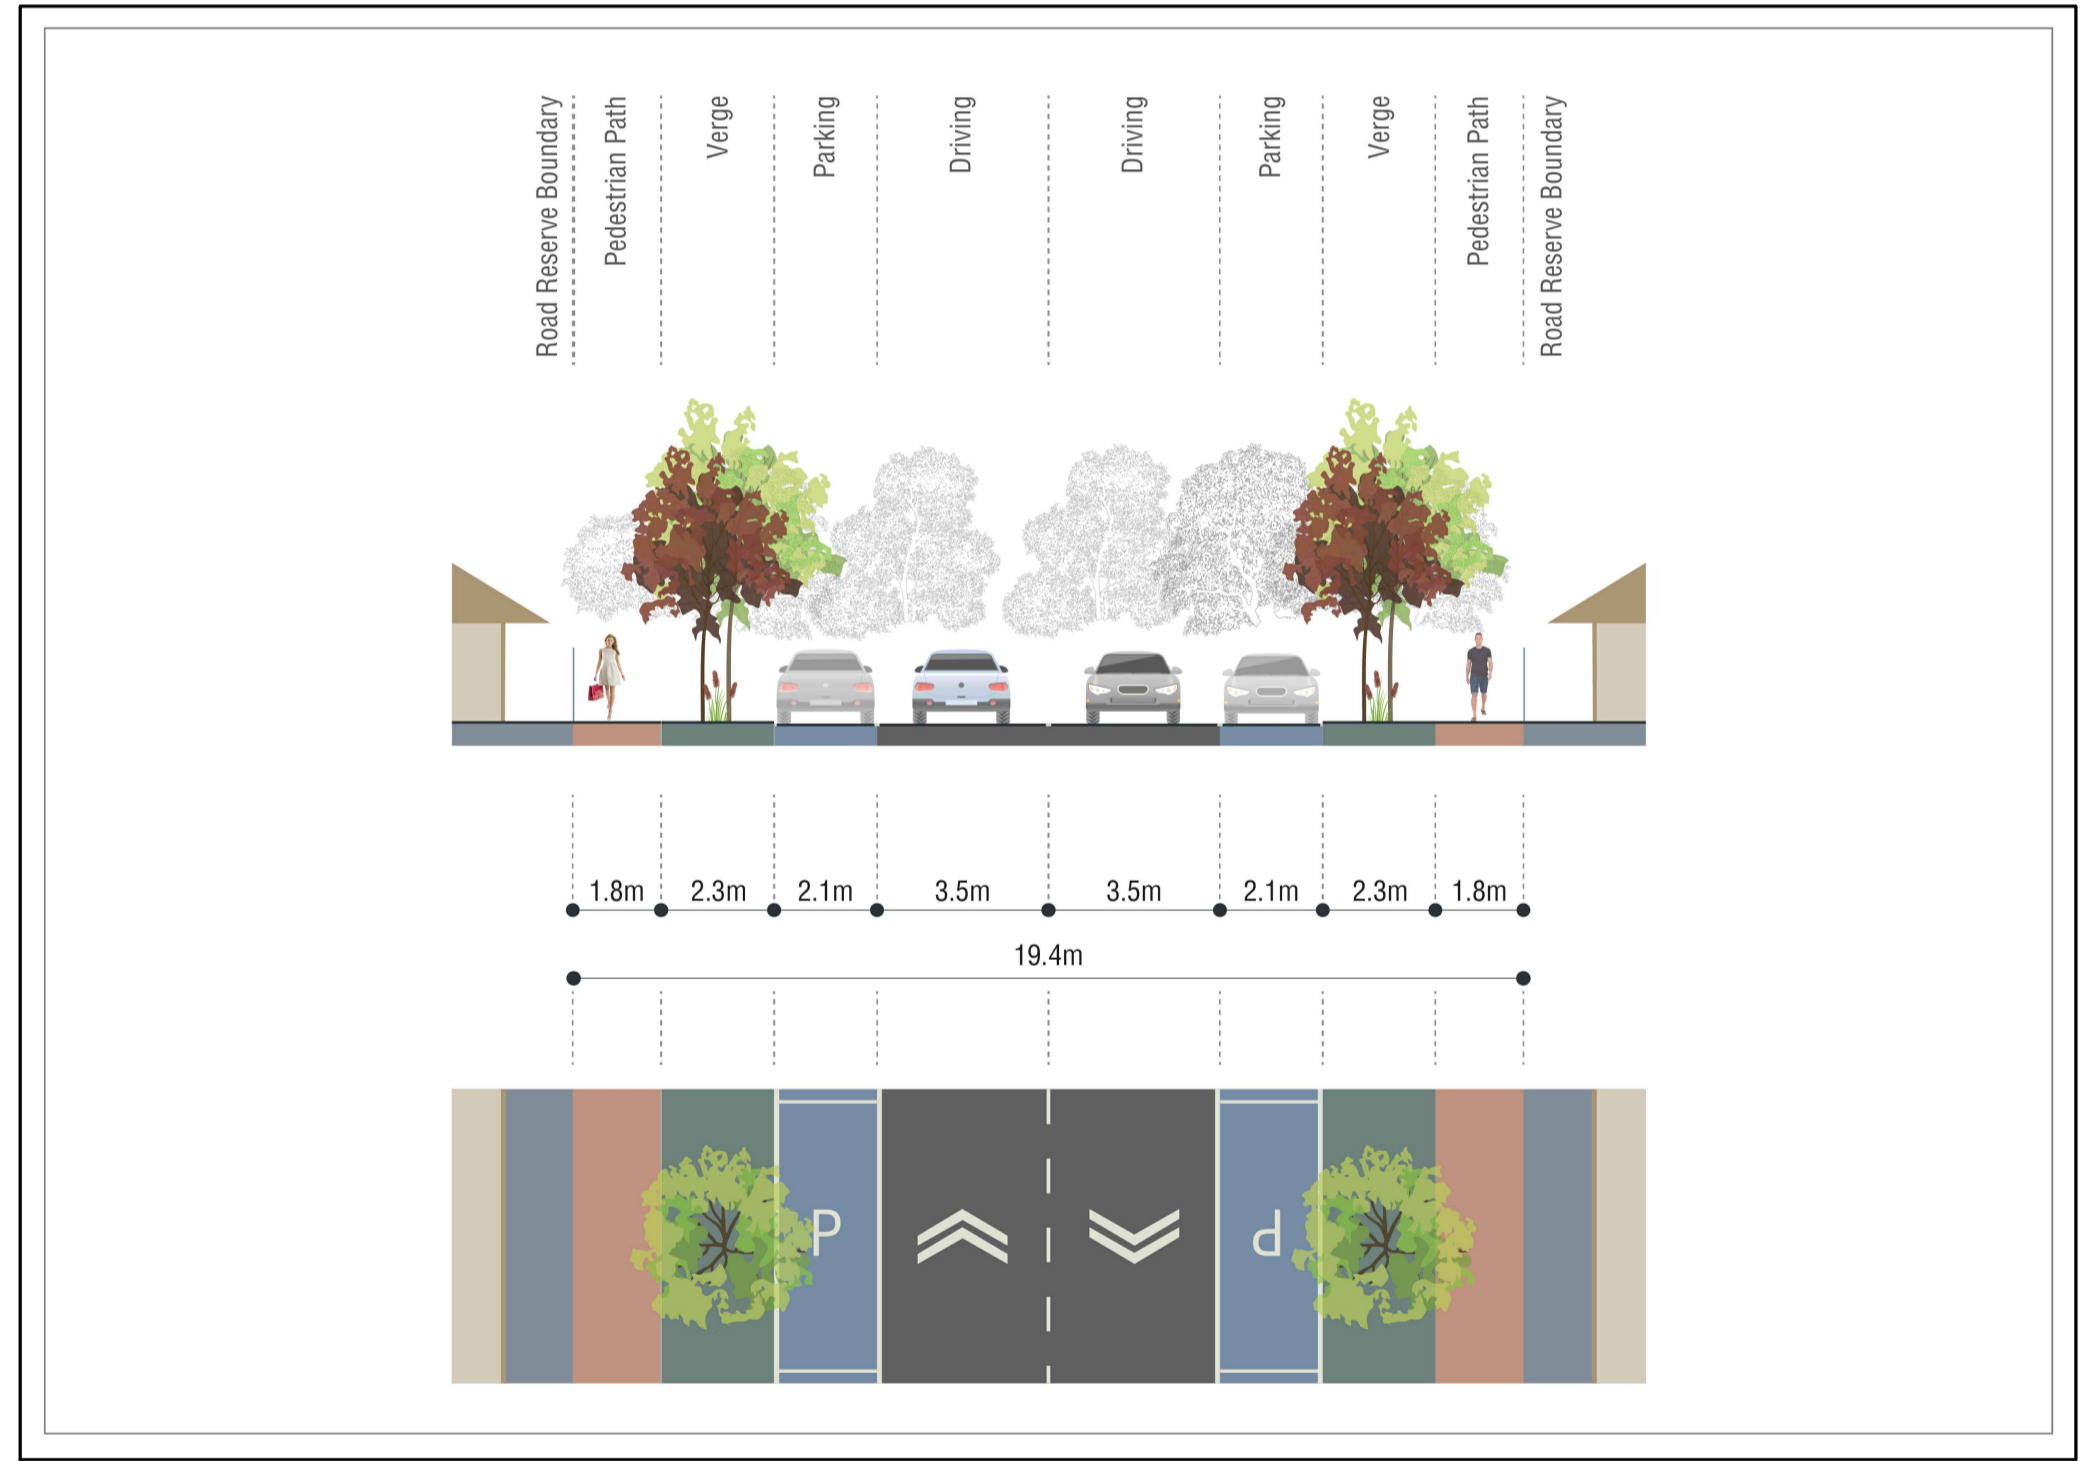 Road Reserve Boundary
Pedestrian Path
Verge
Parking
Driving
Driving
Parking
Verge
Pedestrian Path
Road Reserve Boundary
1.8m
2.3m
2.1m
3.5m
3.5m
2.1m
2.3m
1.8m
19.4m
P
P